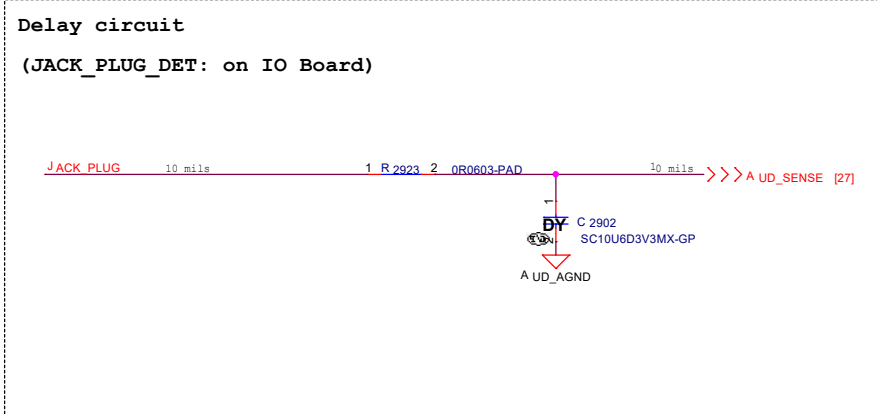 Delay circuit
(JACK_PLUG_DET: on IO Board)
JACK_PLUG 10 mils 1 R2923 2 0R0603-PAD 10 mils AUD_SENSE [27]
1
DY C2902
2 SC10U6D3V3MX-GP
AUD_AGND